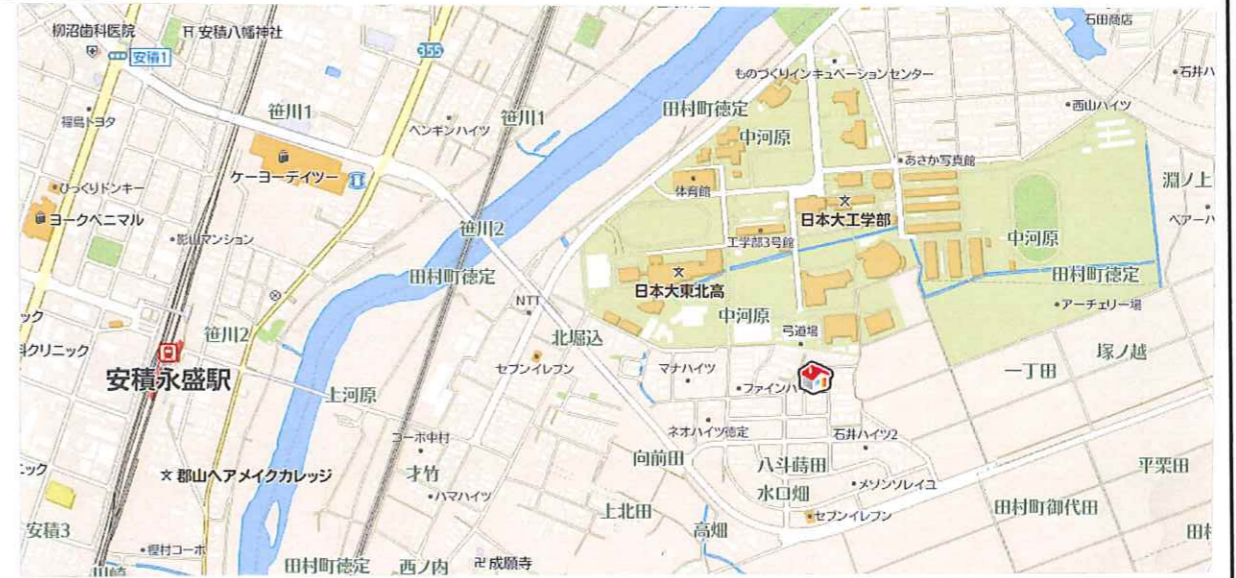 柳沼歯科医院
安積八幡神社
安積1
355
石田商店
ものづくりインキュベーションセンター
石井ハ
笹川1
笹川1
田村町徳定
西山ハイツ
福島トヨタ
ペンギンハイツ
中河原
あさか写真館
ケーヨーデイツー
体育館
淵ノ上
びっくりドンキー
日本大工学部
ヨークベニマル
笹川2
ベアーハ
影山マンション
工学部3号館
中河原
田村町徳定
日本大東北高
田村町徳定
NTT
アーチェリー場
ック
笹川2
北堀込
中河原
弓道場
科クリニック
セブンイレブン
マナハイツ
塚ノ越
安積永盛駅
ファインハ
一丁田
上河原
ネオハイツ徳定
石井ハイツ2
コーポ中村
向前田
八斗蒔田
平栗田
ック
郡山ヘアメイクカレッジ
才竹
水口畑
メゾンソレイユ
ハマハイツ
上北田
セブンイレブン
田村町御代田
安積3
高畑
田村
樫村コーポ
川崎
田村町徳定
西ノ内
成願寺